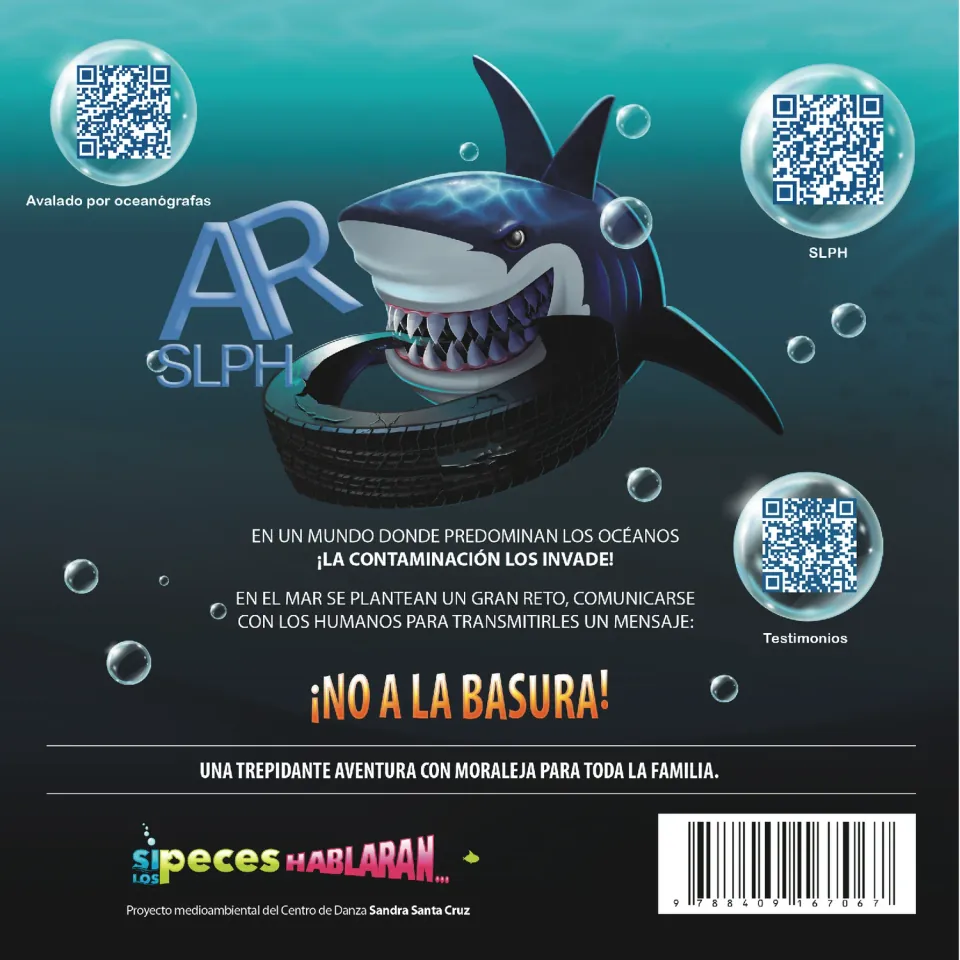 Avalado por oceanógrafas
SLPH
AR
SLPH
EN UN MUNDO DONDE PREDOMINAN LOS OCÉANOS
¡LA CONTAMINACIÓN LOS INVADE!
EN EL MAR SE PLANTEAN UN GRAN RETO, COMUNICARSE
CON LOS HUMANOS PARA TRANSMITIRLES UN MENSAJE:
Testimonios
¡NO A LA BASURA!
UNA TREPIDANTE AVENTURA CON MORALEJA PARA TODA LA FAMILIA.
SI LOS peces HABLARAN...
Proyecto medioambiental del Centro de Danza Sandra Santa Cruz
9 788409 167067